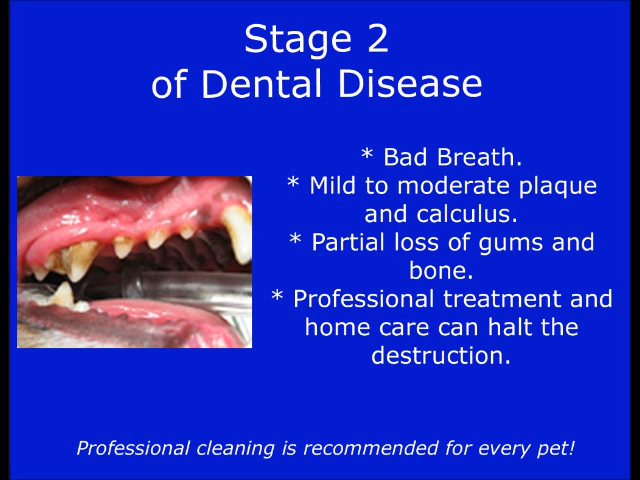 Stage 2
of Dental Disease
* Bad Breath.
* Mild to moderate plaque
and calculus.
* Partial loss of gums and
bone.
* Professional treatment and
home care can halt the
destruction.
Professional cleaning is recommended for every pet!